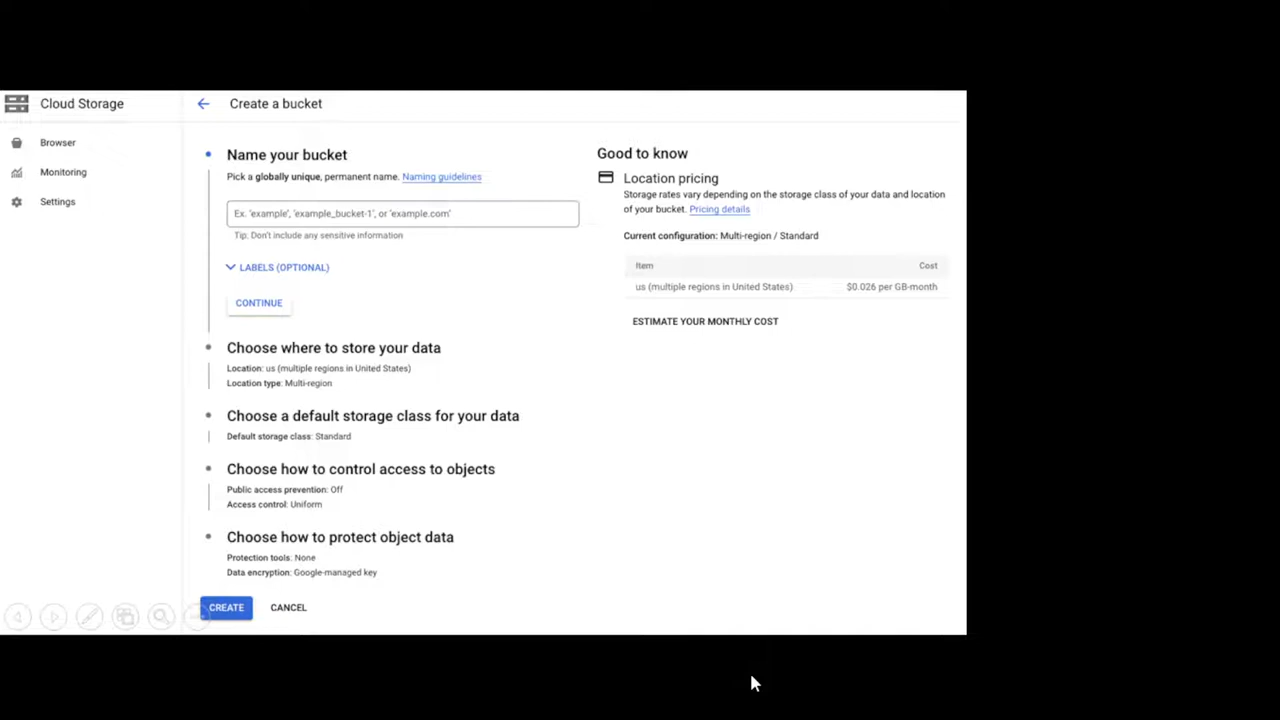 Cloud Storage
Create a bucket
Browser
Monitoring
Settings
Name your bucket
Pick a globally unique, permanent name. Naming guidelines
Ex. 'example', 'example_bucket-1', or 'example.com'
Tip. Don't include any sensitive information
LABELS (OPTIONAL)
CONTINUE
Choose where to store your data
Location: us (multiple regions in United States)
Location type: Multi-region
Choose a default storage class for your data
Default storage class: Standard
Choose how to control access to objects
Public access prevention: Off
Access control: Uniform
Choose how to protect object data
Protection tools: None
Data encryption: Google-managed key
CREATE
CANCEL
Good to know
Location pricing
Storage rates vary depending on the storage class of your data and location
of your bucket. Pricing details
Current configuration: Multi-region / Standard
Item Cost
us (multiple regions in United States) $0.026 per GB-month
ESTIMATE YOUR MONTHLY COST